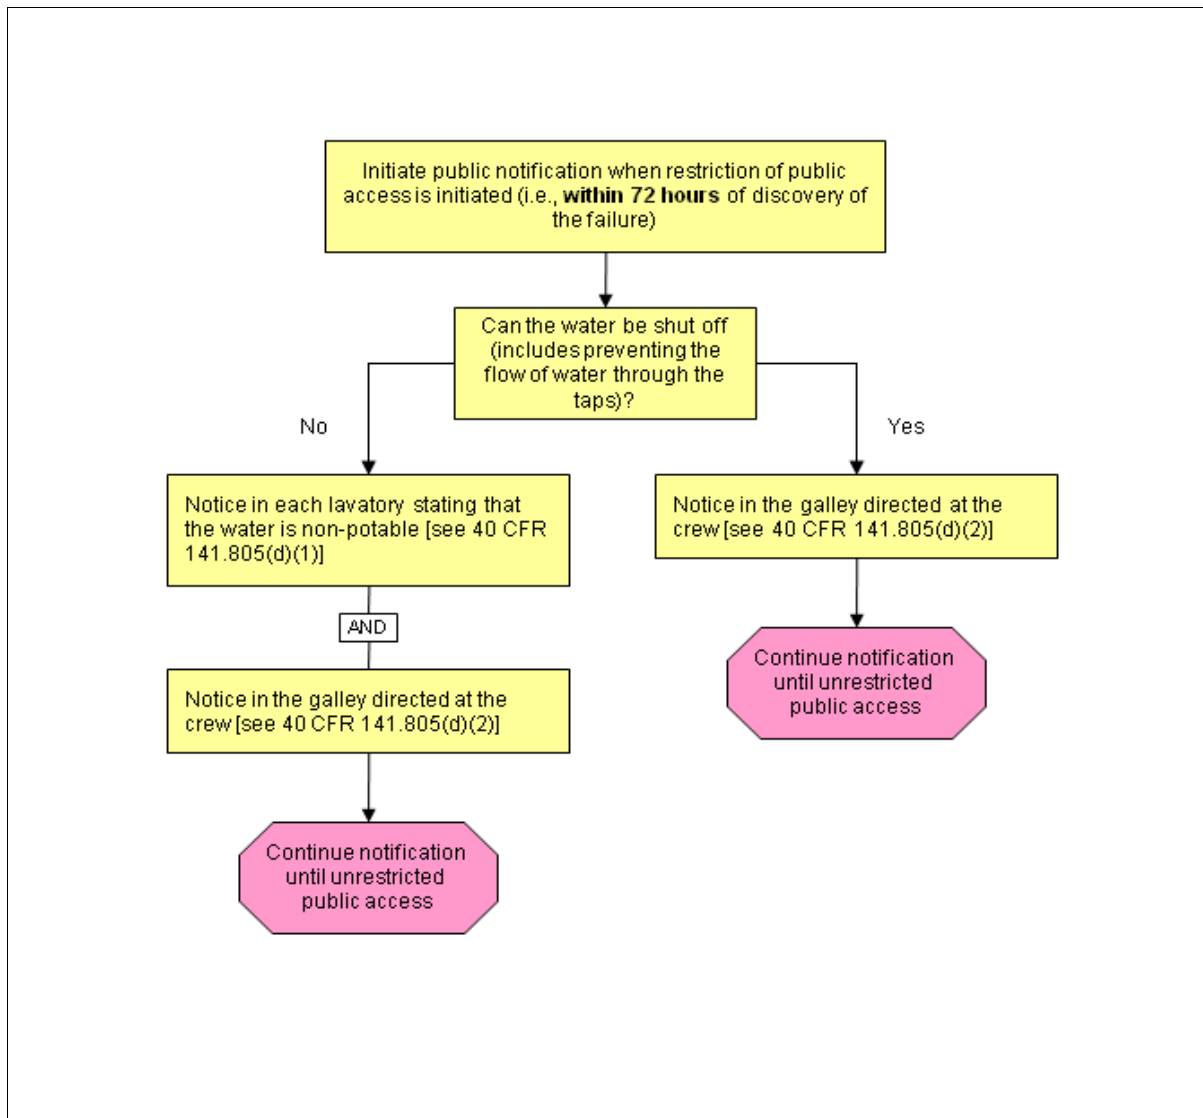 Initiate public notification when restriction of public
access is initiated (i.e., within 72 hours of discovery of
the failure)
Can the water be shut off
(includes preventing the
flow of water through the
taps)?
No
Yes
Notice in each lavatory stating that
the water is non-potable [see 40 CFR
141.805(d)(1)]
AND
Notice in the galley directed at the
crew [see 40 CFR 141.805(d)(2)]
Continue notification
until unrestricted
public access
Notice in the galley directed at the
crew [see 40 CFR 141.805(d)(2)]
Continue notification
until unrestricted
public access